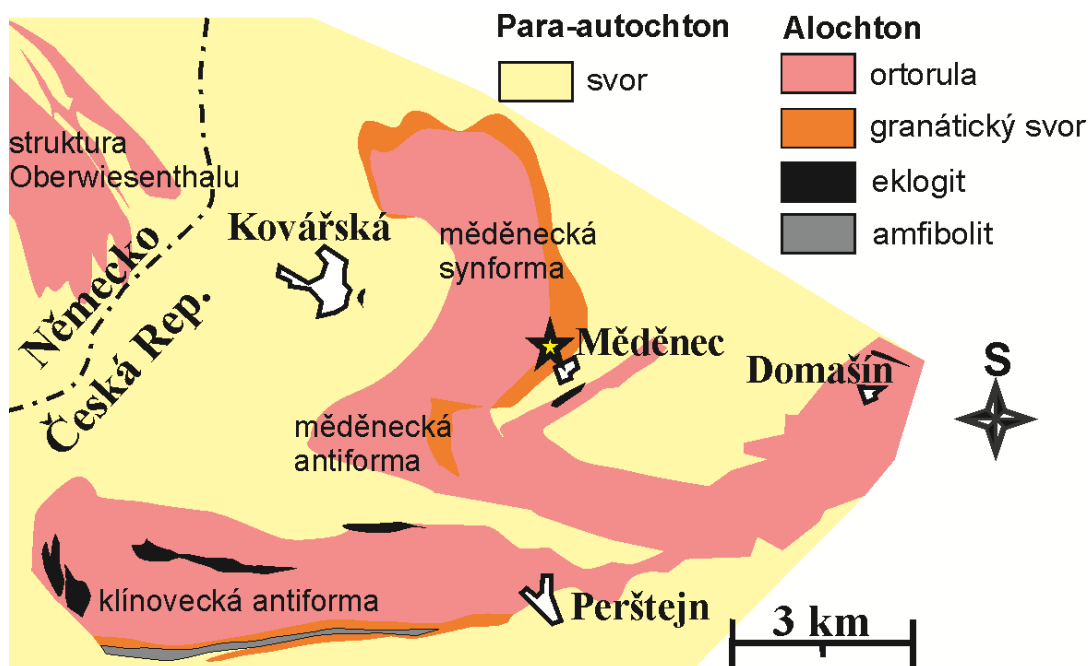 Para-autochton
svor
Alochton
ortorula
granátický svor
eklogit
amfibolit
struktura
Oberwiesenthalu
Německo
Česká Rep.
Kovářská
měděnecká
synforma
Měděnec
Domašín
S
měděnecká
antiforma
klínovecká antiforma
Perštejn
3 km